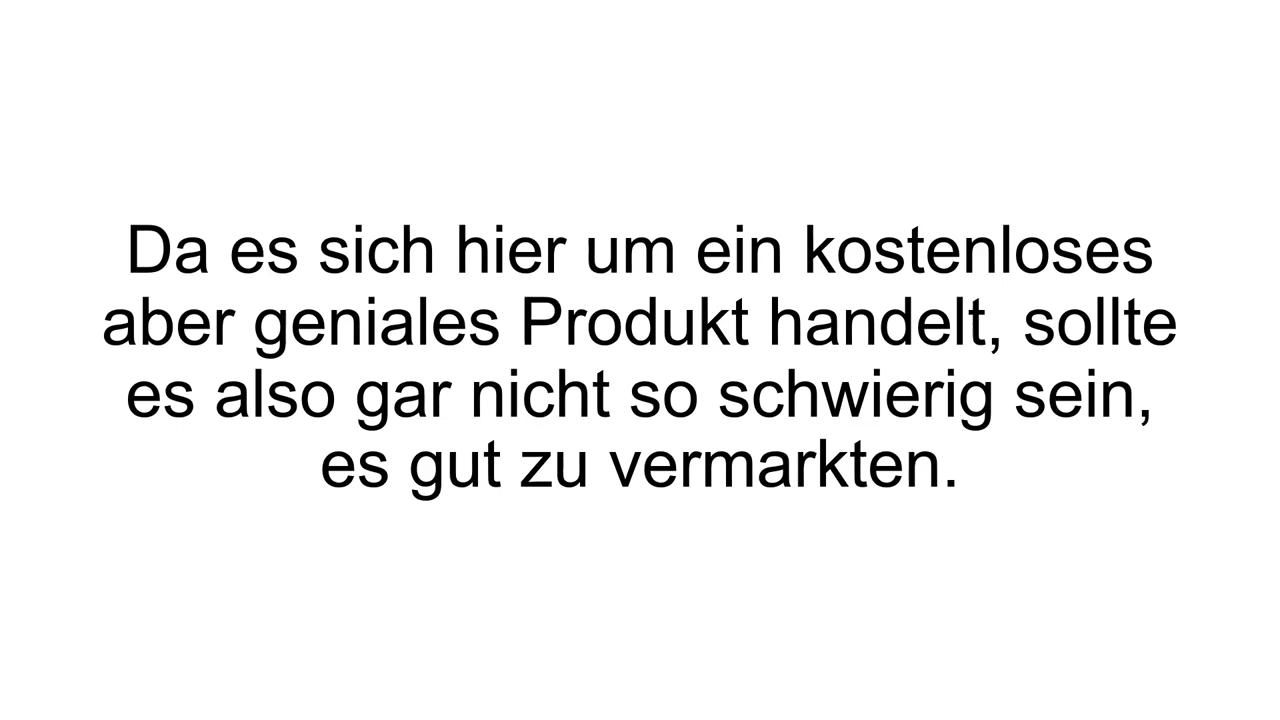 Da es sich hier um ein kostenloses
aber geniales Produkt handelt, sollte
es also gar nicht so schwierig sein,
es gut zu vermarkten.